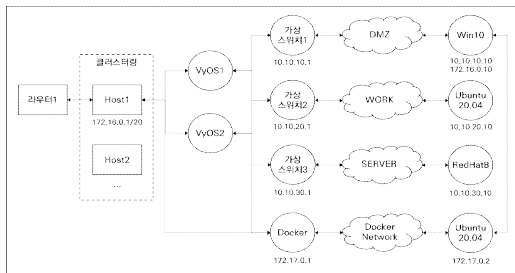 클러스터링
라우터1
Host1
172.16.0.1/20
Host2
...
VyOS1
VyOS2
가상
스위치1
10.10.10.1
DMZ
Win10
10.10.10.10
172.16.0.10
가상
스위치2
10.10.20.1
WORK
Ubuntu
20.04
10.10.20.10
가상
스위치3
10.10.30.1
SERVER
RedHat8
10.10.30.10
Docker
172.17.0.1
Docker
Network
Ubuntu
20.04
172.17.0.2